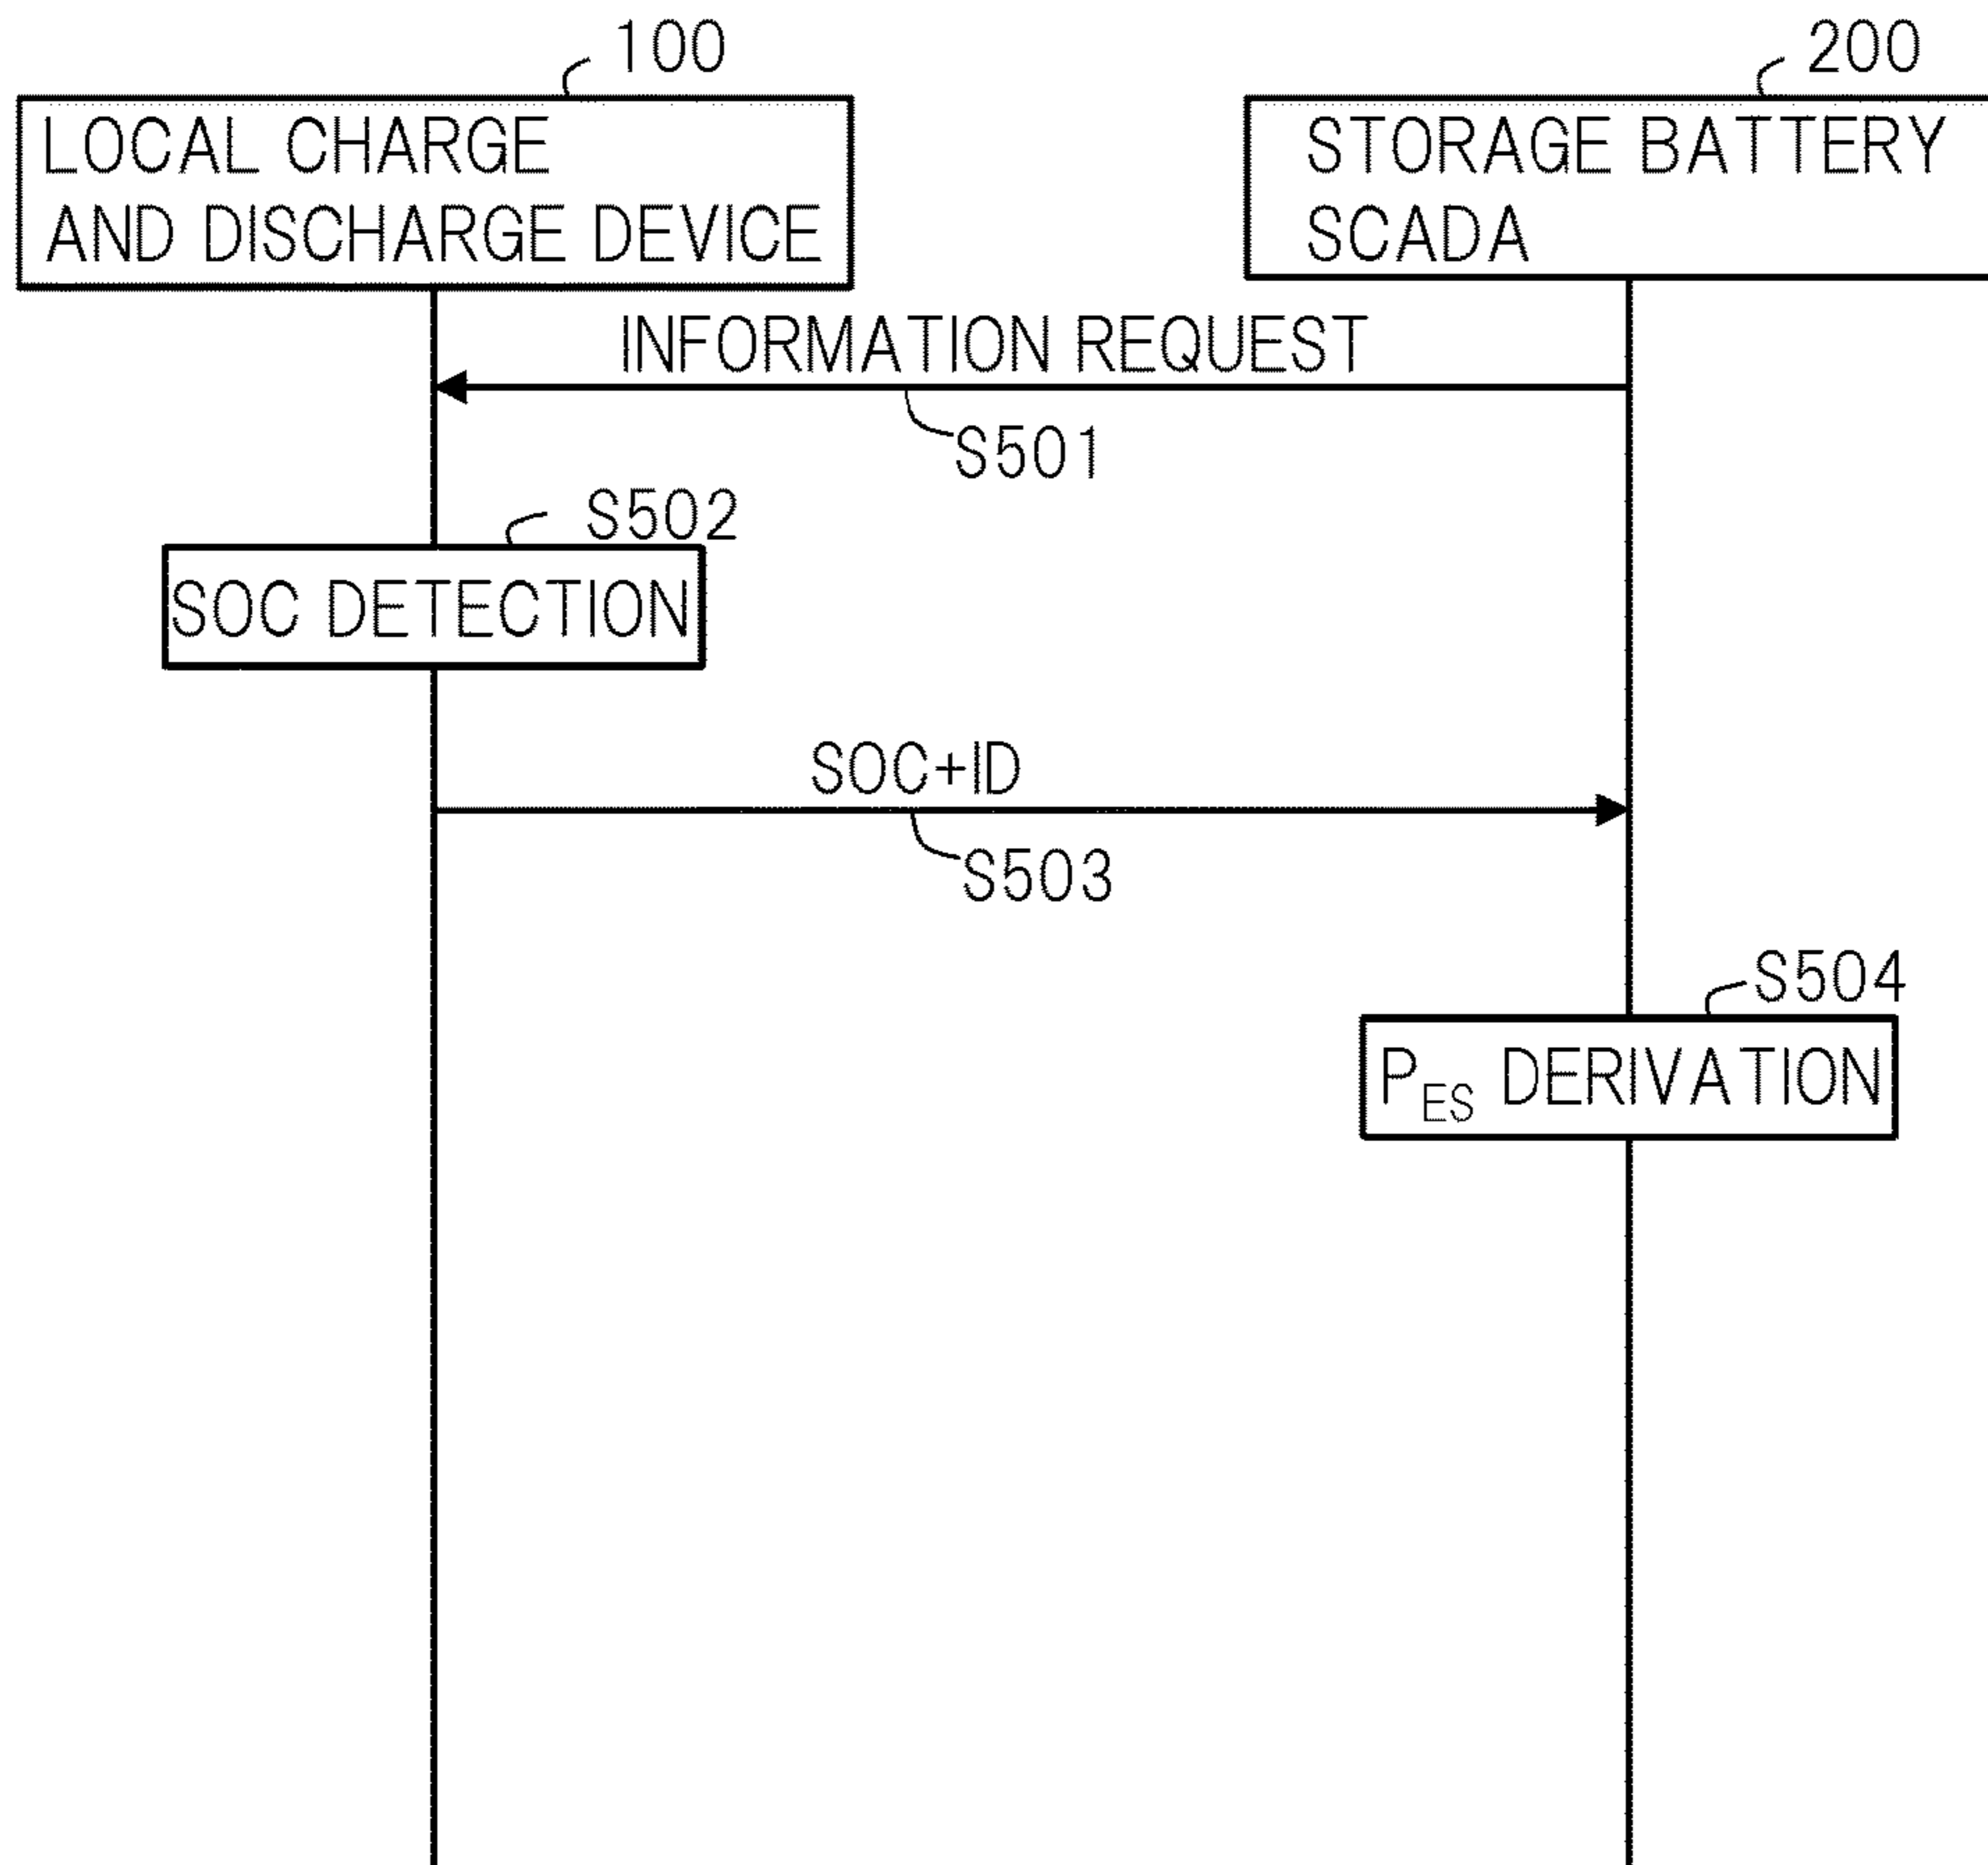 100
200
LOCAL CHARGE
AND DISCHARGE DEVICE
STORAGE BATTERY
SCADA
INFORMATION REQUEST
S501
S502
SOC DETECTION
SOC+ID
S503
S504
PES DERIVATION